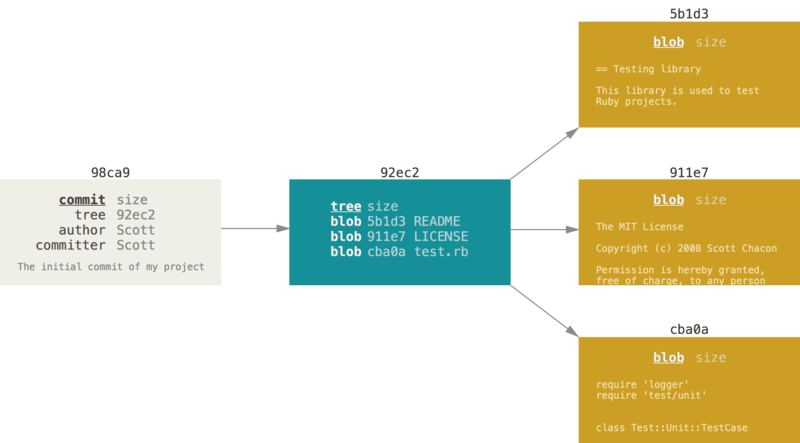 98ca9
commit size
tree 92ec2
author Scott
committer Scott
The initial commit of my project
92ec2
tree size
blob 5b1d3 README
blob 911e7 LICENSE
blob cba0a test.rb
5b1d3
blob size
== Testing library
This library is used to test
Ruby projects.
911e7
blob size
The MIT License
Copyright (c) 2008 Scott Chacon
Permission is hereby granted,
free of charge, to any person
cba0a
blob size
require 'logger'
require 'test/unit'
class Test::Unit::TestCase